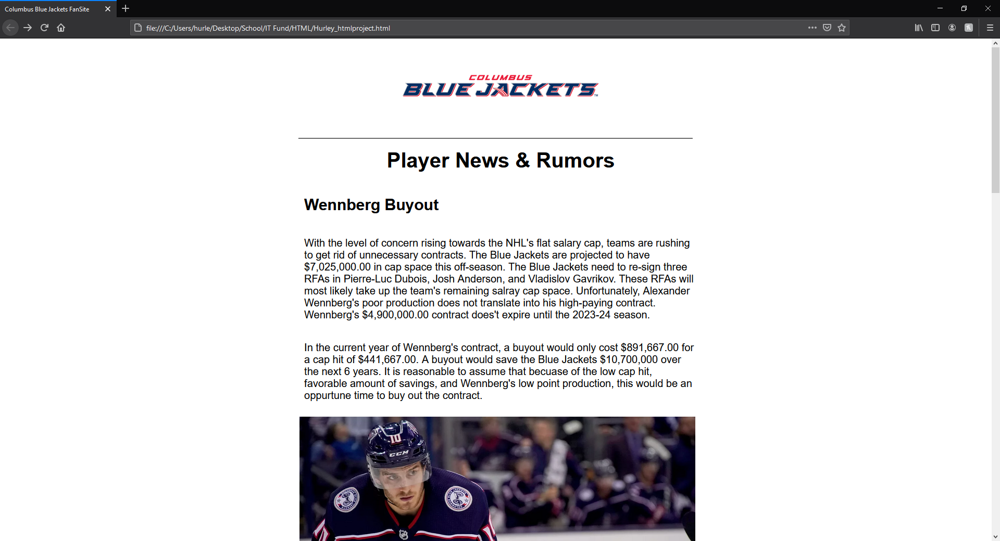 Columbus Blue Jackets FanSite
file:///C:/Users/hurle/Desktop/School/IT Fund/HTML/Hurley_htmlproject.html
COLUMBUS
BLUE JACKETS™
Player News & Rumors
Wennberg Buyout
With the level of concern rising towards the NHL's flat salary cap, teams are rushing
to get rid of unnecessary contracts. The Blue Jackets are projected to have
$7,025,000.00 in cap space this off-season. The Blue Jackets need to re-sign three
RFAs in Pierre-Luc Dubois, Josh Anderson, and Vladislov Gavrikov. These RFAs will
most likely take up the team's remaining salray cap space. Unfortunately, Alexander
Wennberg's poor production does not translate into his high-paying contract.
Wennberg's $4,900,000.00 contract does't expire until the 2023-24 season.
In the current year of Wennberg's contract, a buyout would only cost $891,667.00 for
a cap hit of $441,667.00. A buyout would save the Blue Jackets $10,700,000 over
the next 6 years. It is reasonable to assume that becuase of the low cap hit,
favorable amount of savings, and Wennberg's low point production, this would be an
oppurtune time to buy out the contract.
10
CCM